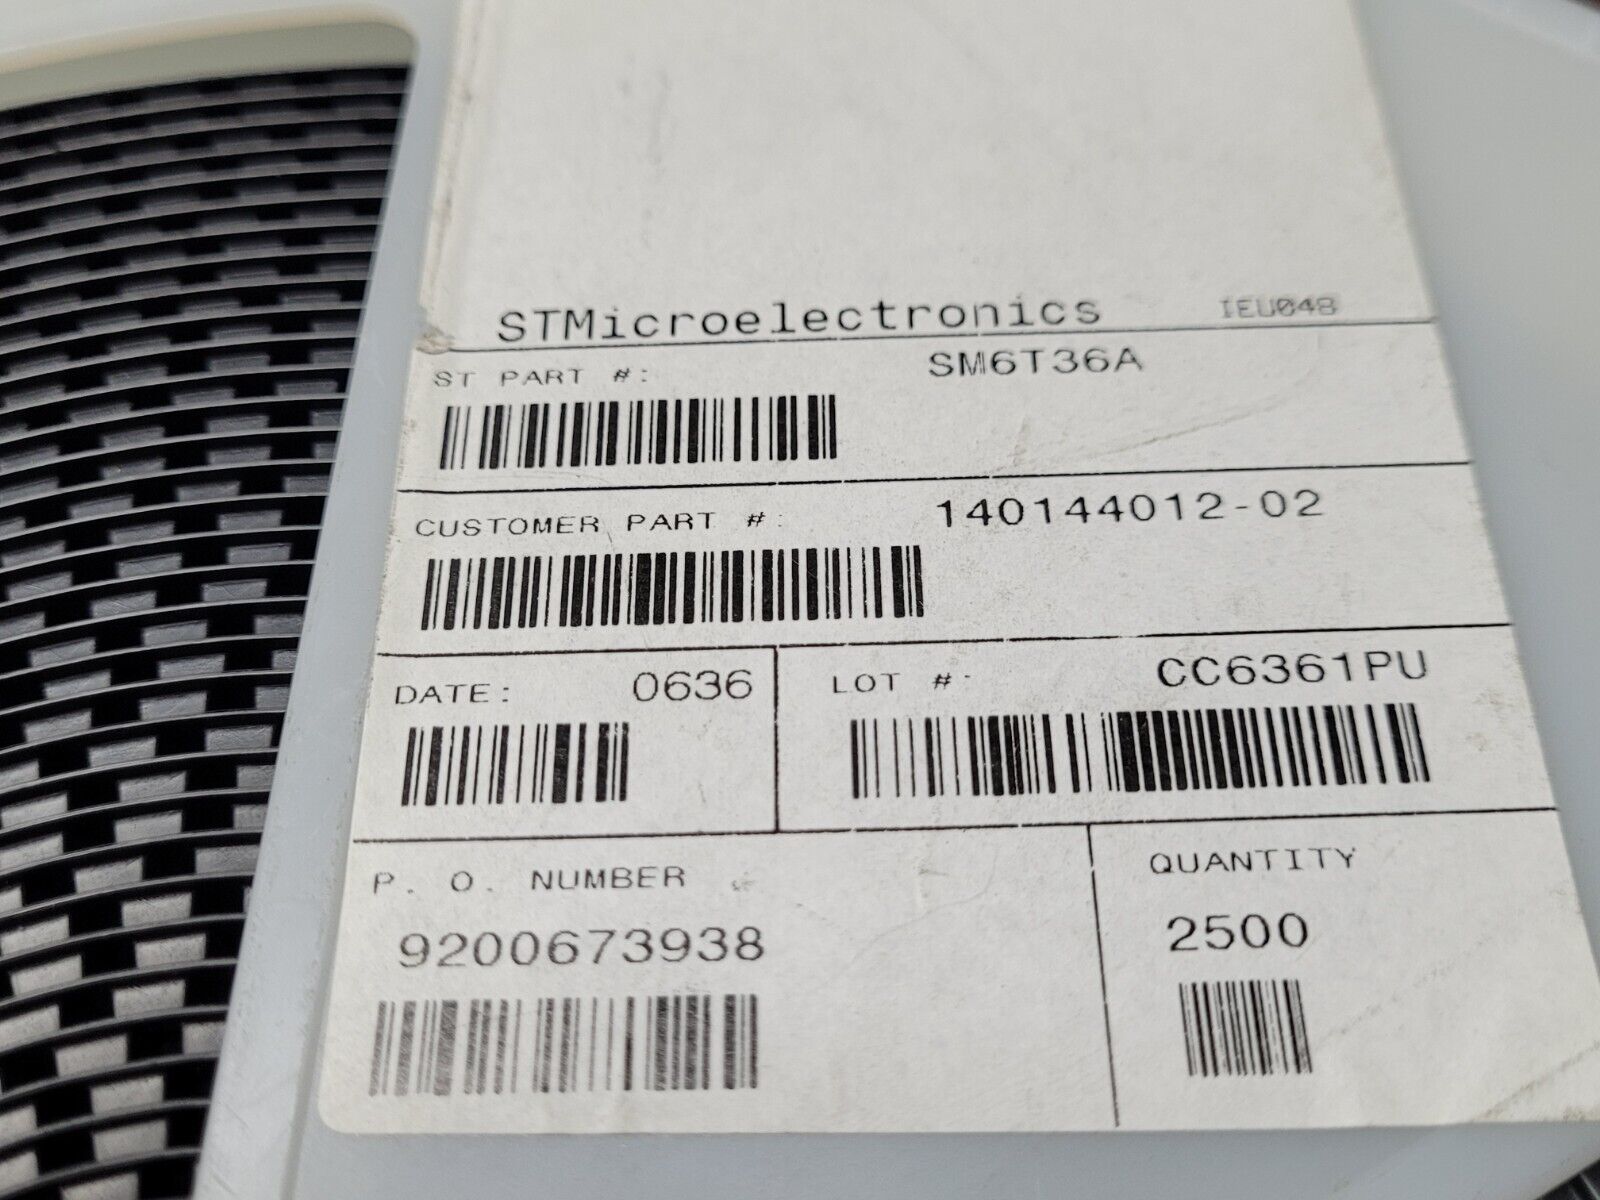 STMicroelectronics IEU048
ST PART #: SM6T36A
CUSTOMER PART #: 140144012-02
DATE: 0636 LOT #: CC6361PU
P. O. NUMBER QUANTITY
9200673938 2500